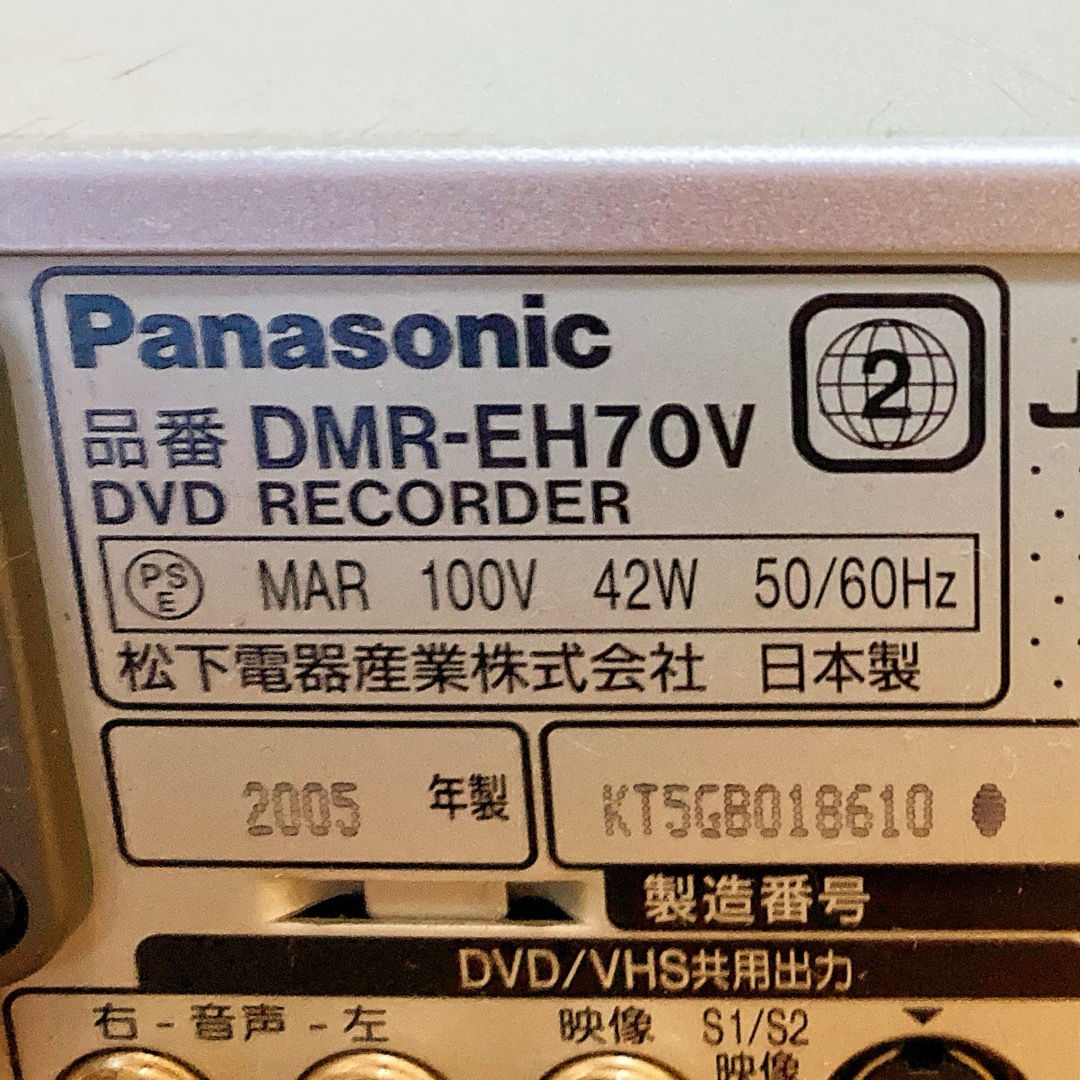 Panasonic
2
品番 DMR-EH70V
DVD RECORDER
PS E MAR 100V 42W 50/60Hz
松下電器産業株式会社 日本製
2005 年製
KT5GB018610
製造番号
DVD/VHS共用出力
右 - 音声 - 左
映像
S1/S2
映像